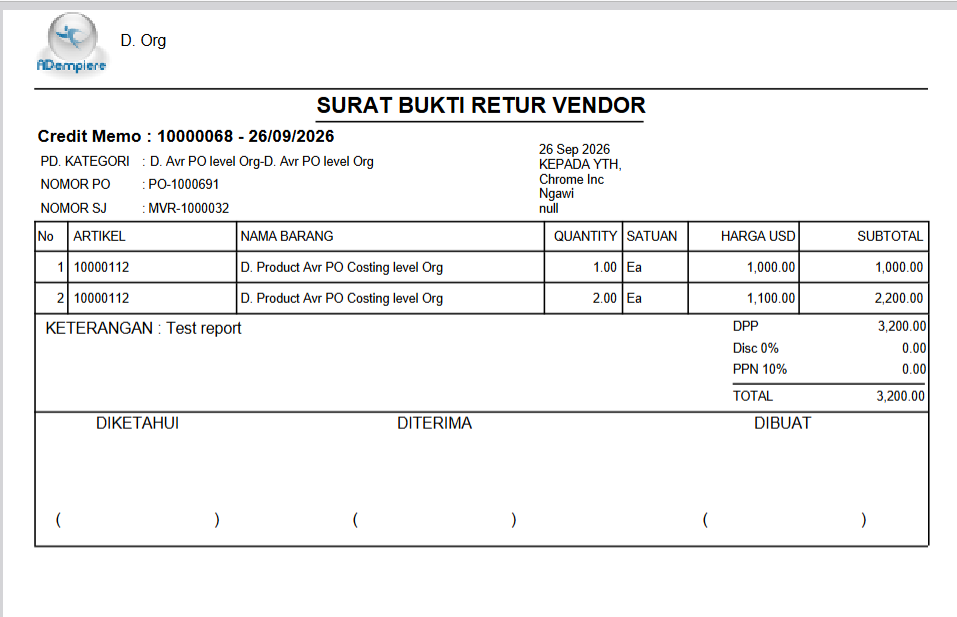 ADempiere
D. Org
SURAT BUKTI RETUR VENDOR
Credit Memo : 10000068 - 26/09/2026
PD. KATEGORI : D. Avr PO level Org-D. Avr PO level Org
NOMOR PO : PO-1000691
NOMOR SJ : MVR-1000032
26 Sep 2026
KEPADA YTH,
Chrome Inc
Ngawi
null
No ARTIKEL NAMA BARANG QUANTITY SATUAN HARGA USD SUBTOTAL
1 10000112 D. Product Avr PO Costing level Org 1.00 Ea 1,000.00 1,000.00
2 10000112 D. Product Avr PO Costing level Org 2.00 Ea 1,100.00 2,200.00
KETERANGAN : Test report
DPP 3,200.00
Disc 0% 0.00
PPN 10% 0.00
TOTAL 3,200.00
DIKETAHUI DITERIMA DIBUAT
( ) ( ) ( )